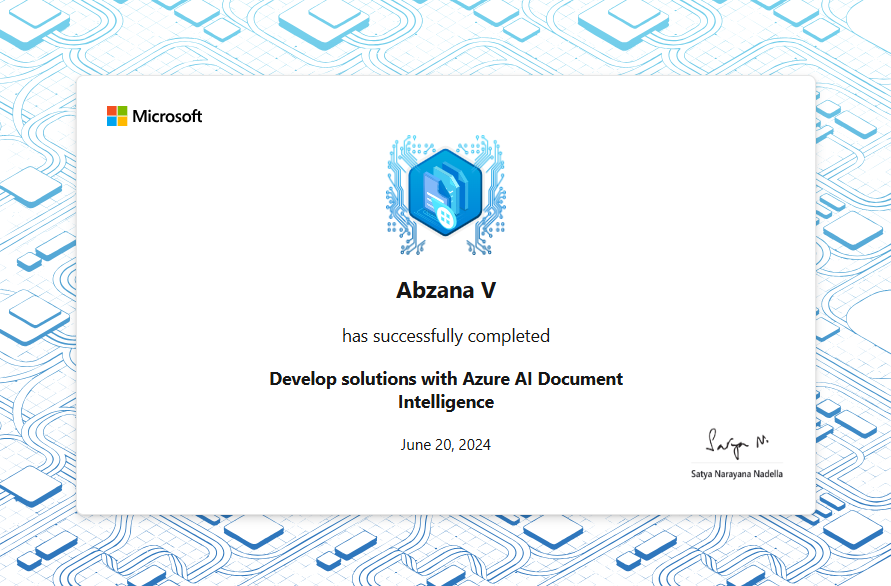 Microsoft
Abzana V
has successfully completed
Develop solutions with Azure AI Document
Intelligence
June 20, 2024
Satya N.
Satya Narayana Nadella